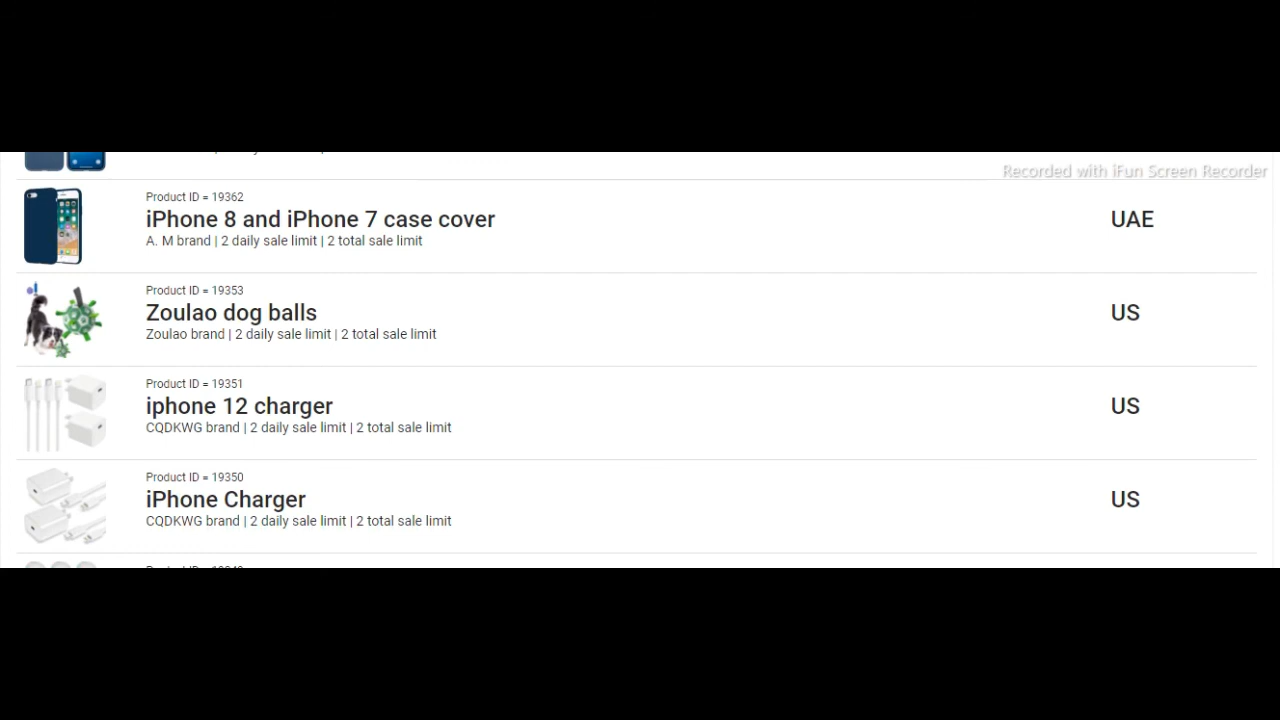 Recorded with iFun Screen Recorder
Product ID = 19362
iPhone 8 and iPhone 7 case cover
UAE
A. M brand | 2 daily sale limit | 2 total sale limit
Product ID = 19353
Zoulao dog balls
US
Zoulao brand | 2 daily sale limit | 2 total sale limit
Product ID = 19351
iphone 12 charger
US
CQDKWG brand | 2 daily sale limit | 2 total sale limit
Product ID = 19350
iPhone Charger
US
CQDKWG brand | 2 daily sale limit | 2 total sale limit